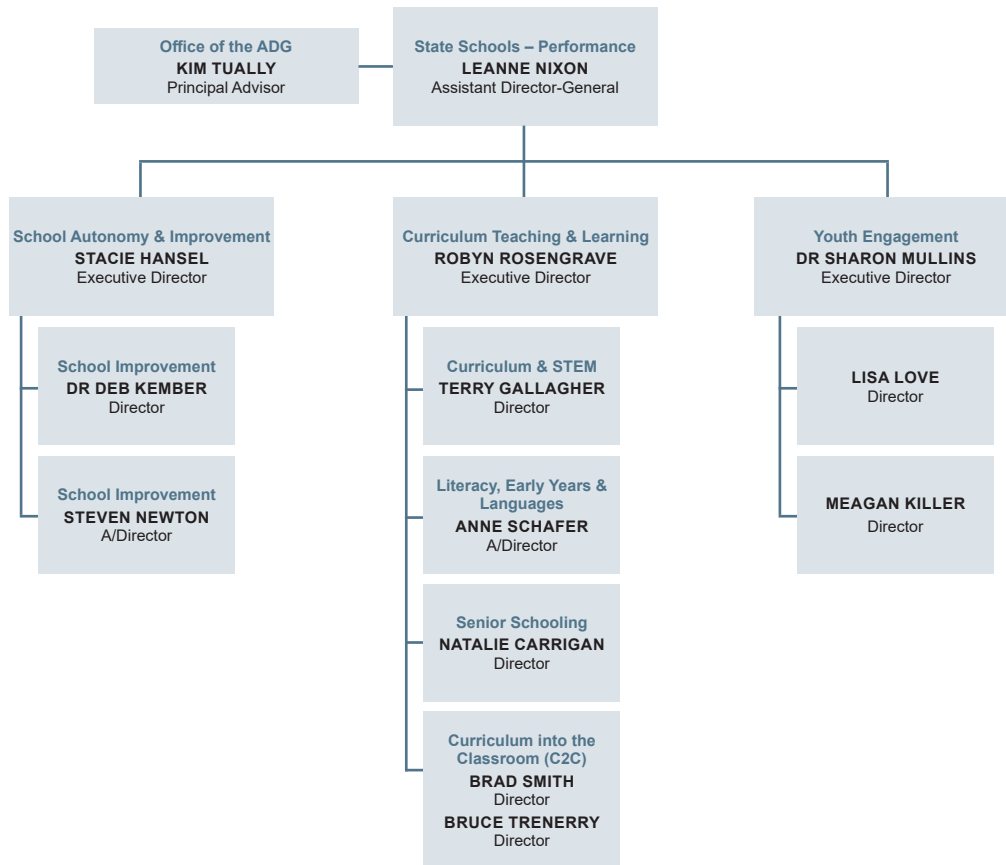 Office of the ADG
KIM TUALLY
Principal Advisor
State Schools – Performance
LEANNE NIXON
Assistant Director-General
School Autonomy & Improvement
STACIE HANSEL
Executive Director
School Improvement
DR DEB KEMBER
Director
School Improvement
STEVEN NEWTON
A/Director
Curriculum Teaching & Learning
ROBYN ROSENGRAVE
Executive Director
Curriculum & STEM
TERRY GALLAGHER
Director
Literacy, Early Years &
Languages
ANNE SCHAFER
A/Director
Senior Schooling
NATALIE CARRIGAN
Director
Curriculum into the
Classroom (C2C)
BRAD SMITH
Director
BRUCE TRENERRY
Director
Youth Engagement
DR SHARON MULLINS
Executive Director
LISA LOVE
Director
MEAGAN KILLER
Director